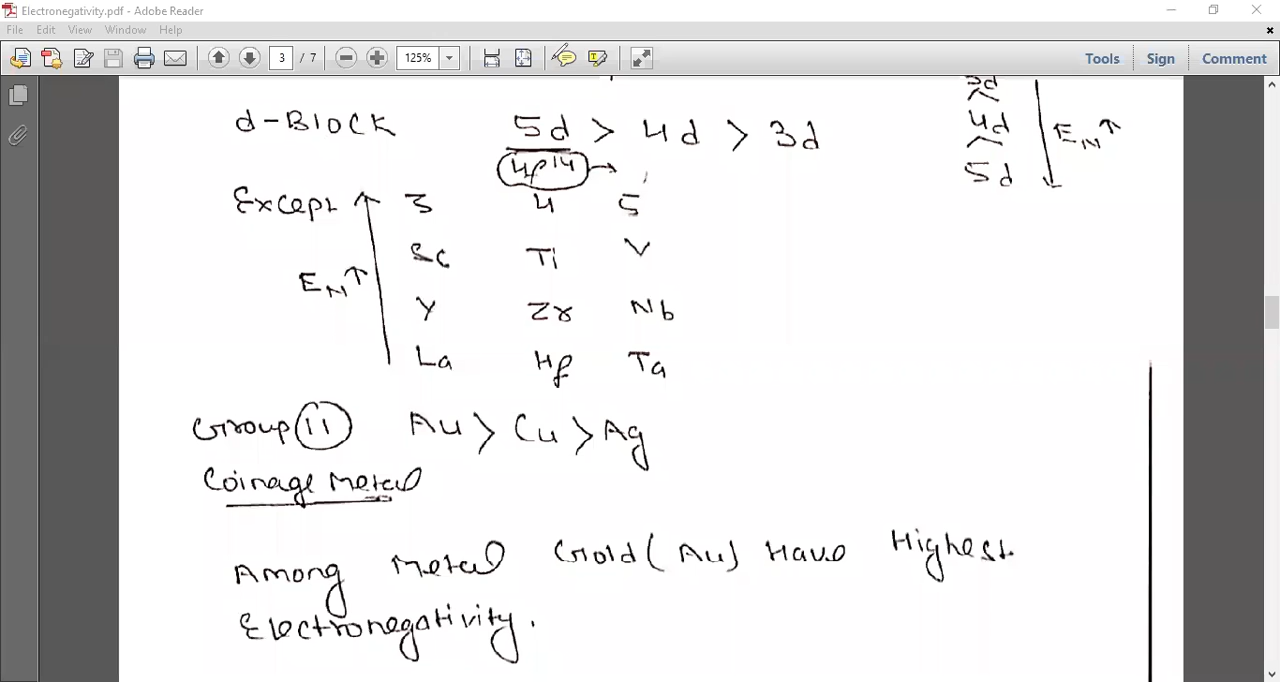 Electronegativity.pdf - Adobe Reader
File Edit View Window Help
3 / 7 125% Tools Sign Comment
3d
d-BLOCK 5d > 4d > 3d
4d
EN↑
4f14 →
5d
Except 3 4 5
Sc Ti V
EN↑
Y Zr Nb
La Hf Ta
Group 11 Au > Cu > Ag
Coinage Metal
Among Metal Gold (Au) Have Highest
Electronegativity.